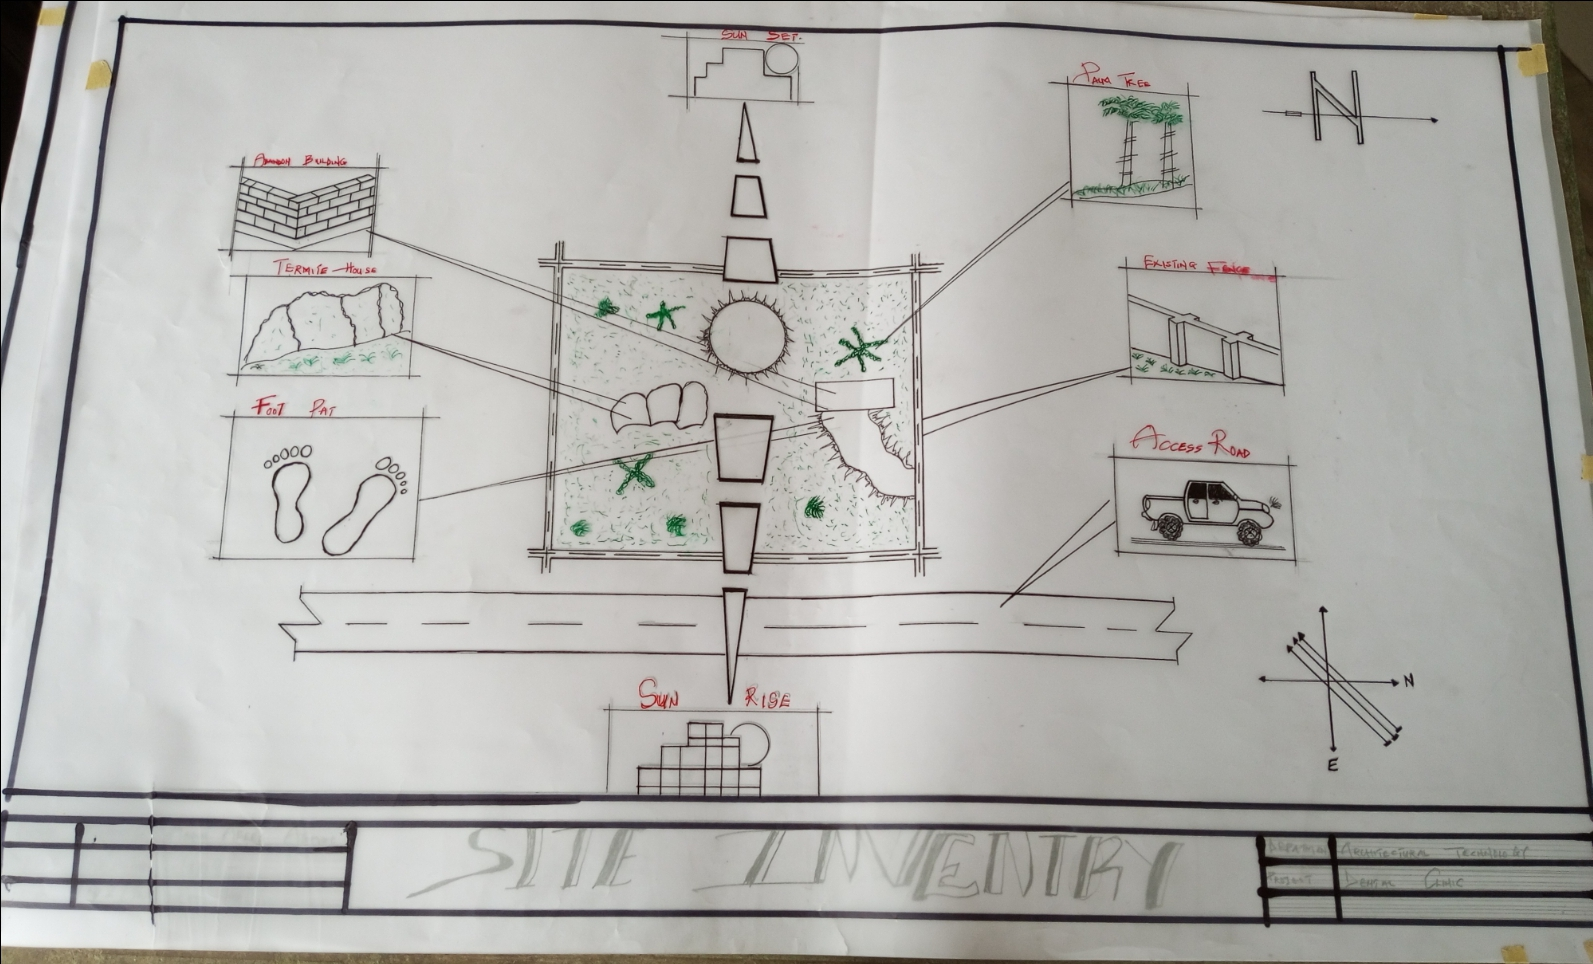 SUN SET.
PALM TREE
N
ABANDON BUILDING
EXISTING FENCE
TERMITE HOUSE
FOOT PAT
ACCESS ROAD
N
E
SUN RISE
SITE INVENTRY
DEPARTMENT ARCHITECTURAL TECHNOLOGY
PROJECT DENTAL CLINIC